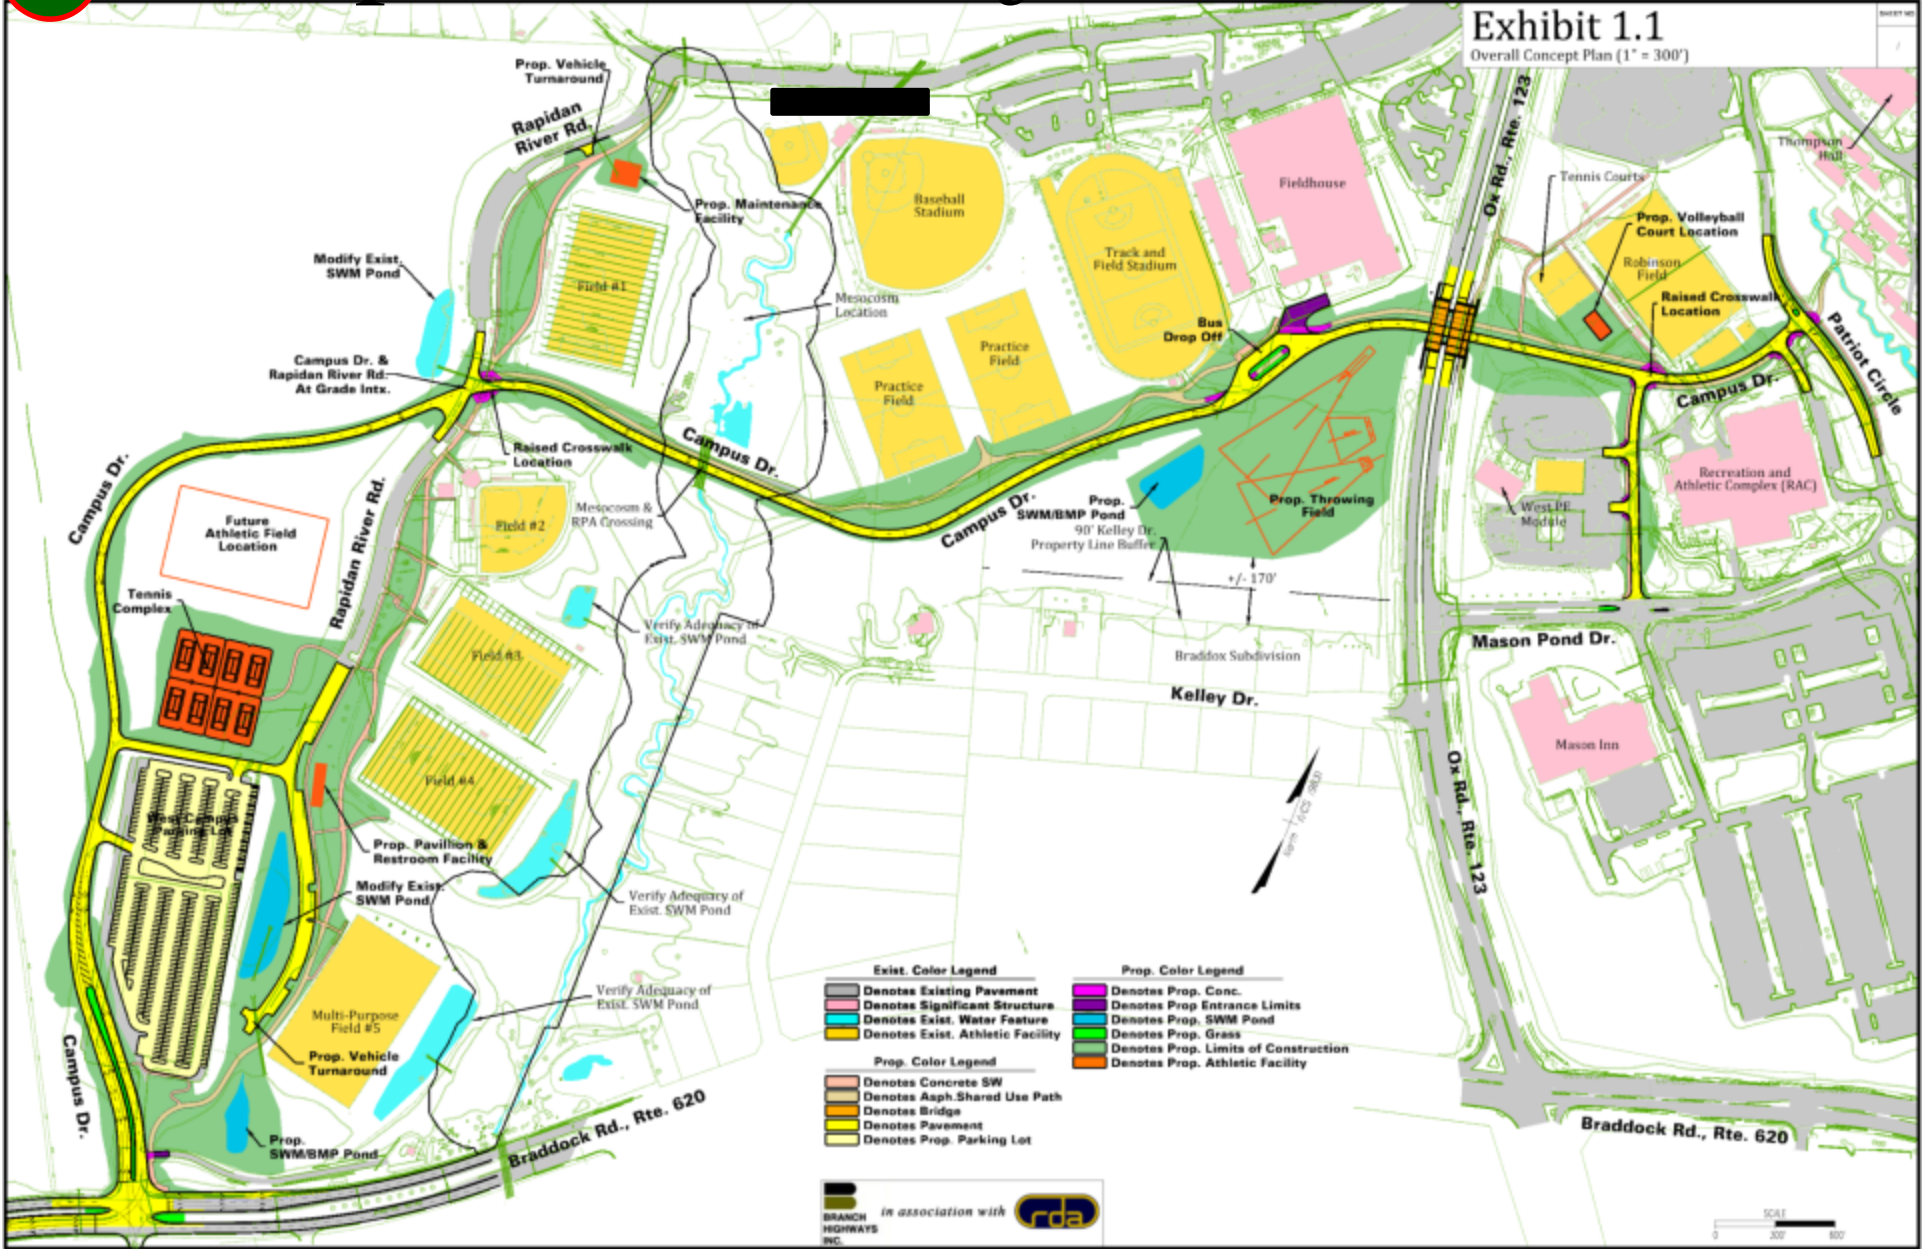 Exhibit 1.1
Overall Concept Plan (1" = 300')
SHEET NO.
Prop. Vehicle
Turnaround
Rapidan
River Rd.
Prop. Maintenance
Facility
Modify Exist.
SWM Pond
Field #1
Mesocosm
Location
Baseball
Stadium
Track and
Field Stadium
Fieldhouse
Ox Rd., Rte. 123
Tennis Courts
Thompson
Hall
Prop. Volleyball
Court Location
Robinson
Field
Raised Crosswalk
Location
Patriot Circle
Bus
Drop Off
Practice
Field
Practice
Field
Campus Dr. &
Rapidan River Rd.
At Grade Intx.
Raised Crosswalk
Location
Campus Dr.
Campus Dr.
Campus Dr.
Campus Dr.
Recreation and
Athletic Complex (RAC)
West PE
Module
Prop. Throwing
Field
Prop.
SWM/BMP Pond
90' Kelley Dr.
Property Line Buffer
+/- 170'
Mesocosm &
RPA Crossing
Field #2
Future
Athletic Field
Location
Rapidan River Rd.
Tennis
Complex
Verify Adequacy of
Exist. SWM Pond
Field #3
Braddox Subdivision
Kelley Dr.
Mason Pond Dr.
Mason Inn
Field #4
West Campus
Parking Lot
Prop. Pavillion &
Restroom Facility
Modify Exist.
SWM Pond
Verify Adequacy of
Exist. SWM Pond
Ox Rd., Rte. 123
Verify Adequacy of
Exist. SWM Pond
Multi-Purpose
Field #5
Prop. Vehicle
Turnaround
Campus Dr.
Prop.
SWM/BMP Pond
Braddock Rd., Rte. 620
Braddock Rd., Rte. 620
Exist. Color Legend
Denotes Existing Pavement
Denotes Significant Structure
Denotes Exist. Water Feature
Denotes Exist. Athletic Facility
Prop. Color Legend
Denotes Concrete SW
Denotes Asph.Shared Use Path
Denotes Bridge
Denotes Pavement
Denotes Prop. Parking Lot
Prop. Color Legend
Denotes Prop. Conc.
Denotes Prop Entrance Limits
Denotes Prop. SWM Pond
Denotes Prop. Grass
Denotes Prop. Limits of Construction
Denotes Prop. Athletic Facility
BRANCH
HIGHWAYS
INC.
in association with
rda
SCALE
0 300' 600'